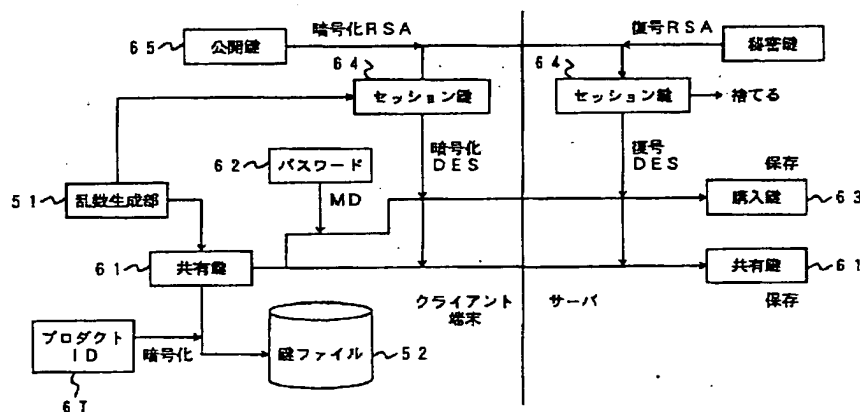 65
公開鍵
暗号化RSA
復号RSA
秘密鍵
64
セッション鍵
64
セッション鍵
捨てる
62
パスワード
暗号化
DES
復号
DES
保存
51
乱数生成部
MD
購入鍵
63
61
共有鍵
共有鍵
61
クライアント
端末
サーバ
保存
プロダクト
ID
暗号化
鍵ファイル
52
67